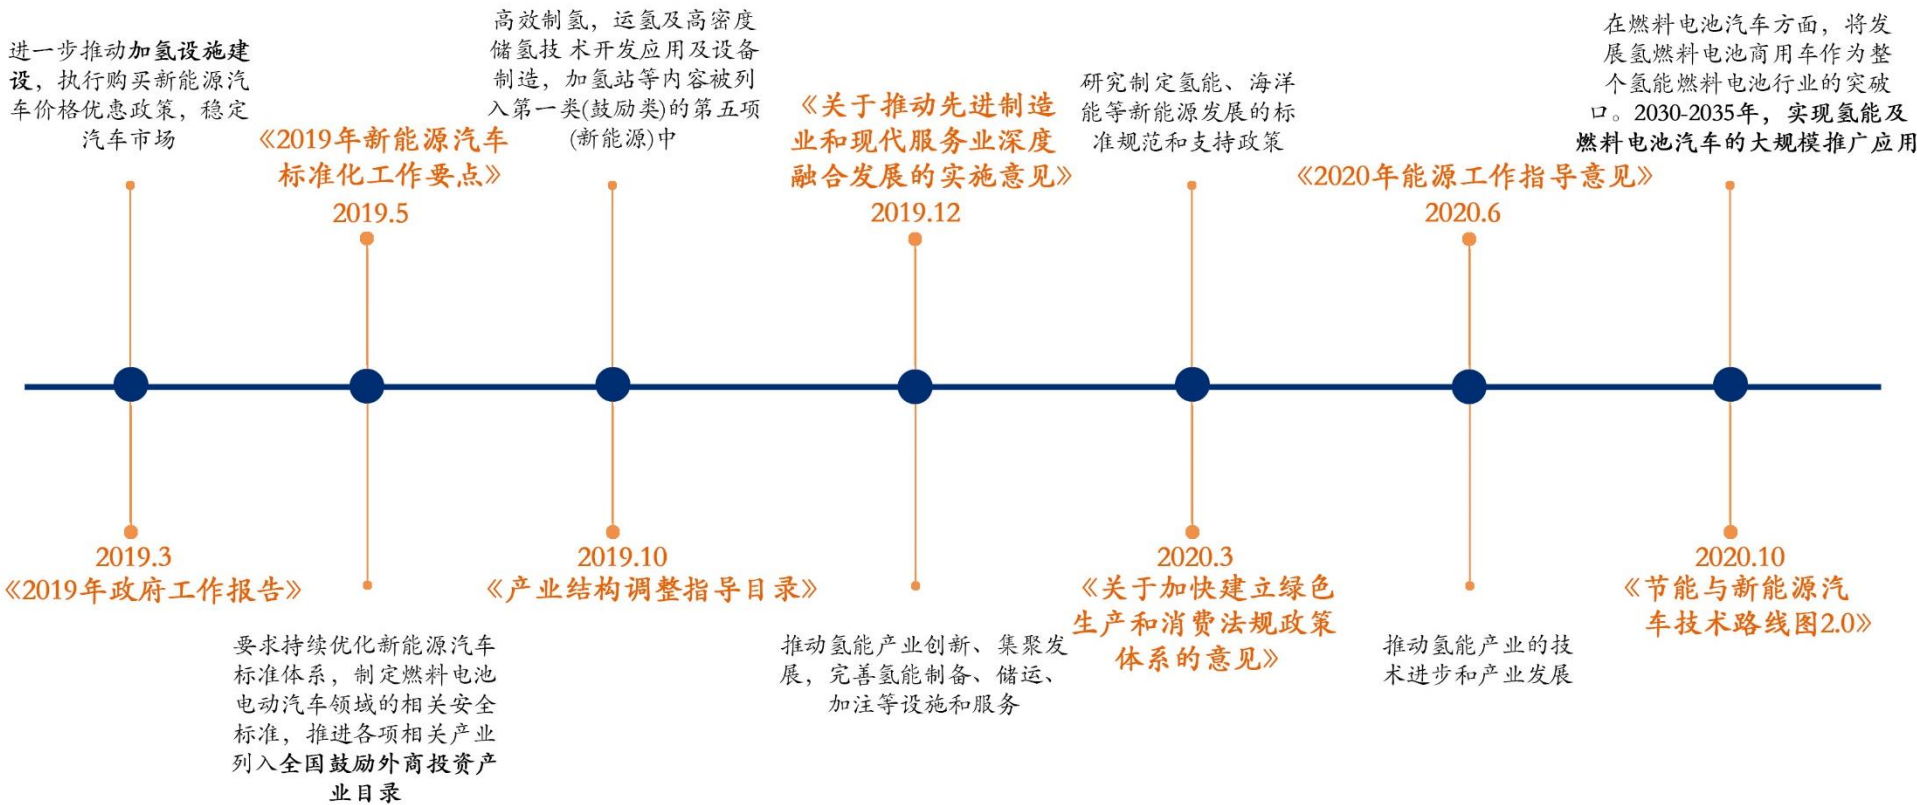 进一步推动加氢设施建
设，执行购买新能源汽
车价格优惠政策，稳定
汽车市场
2019.3
《2019年政府工作报告》
《2019年新能源汽车
标准化工作要点》
2019.5
要求持续优化新能源汽车
标准体系，制定燃料电池
电动汽车领域的相关安全
标准，推进各项相关产业
列入全国鼓励外商投资产
业目录
高效制氢，运氢及高密度
储氢技 术开发应用及设备
制造，加氢站等内容被列
入第一类(鼓励类)的第五项
(新能源)中
2019.10
《产业结构调整指导目录》
《关于推动先进制造
业和现代服务业深度
融合发展的实施意见》
2019.12
推动氢能产业创新、集聚发
展，完善氢能制备、储运、
加注等设施和服务
研究制定氢能、海洋
能等新能源发展的标
准规范和支持政策
2020.3
《关于加快建立绿色
生产和消费法规政策
体系的意见》
《2020年能源工作指导意见》
2020.6
推动氢能产业的技
术进步和产业发展
在燃料电池汽车方面，将发
展氢燃料电池商用车作为整
个氢能燃料电池行业的突破
口。2030-2035年，实现氢能及
燃料电池汽车的大规模推广应用
2020.10
《节能与新能源汽
车技术路线图2.0》